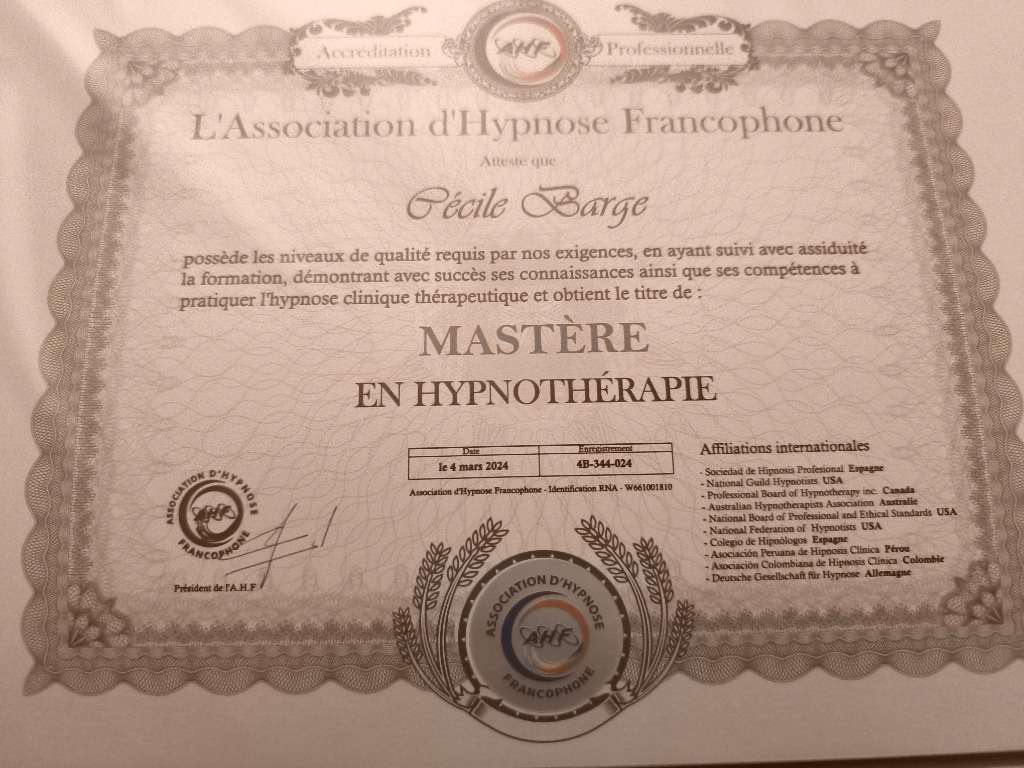 Accréditation AHF Professionnelle
L'Association d'Hypnose Francophone
Atteste que
Cécile Barge
possède les niveaux de qualité requis par nos exigences, en ayant suivi avec assiduité
la formation, démontrant avec succès ses connaissances ainsi que ses compétences à
pratiquer l'hypnose clinique thérapeutique et obtient le titre de :
MASTÈRE
EN HYPNOTHÉRAPIE
Date Enregistrement
le 4 mars 2024 4B-344-024
Association d'Hypnose Francophone - Identification RNA - W661001810
Affiliations internationales
- Sociedad de Hipnosis Profesional Espagne
- National Guild Hypnotists USA
- Professional Board of Hypnotherapy inc. Canada
- Australian Hypnotherapists Association Australie
- National Board of Professional and Ethical Standards USA
- National Federation of Hypnotists USA
- Colegio de Hipnólogos Espagne
- Asociación Peruana de Hipnosis Clínica Pérou
- Asociación Colombiana de Hipnosis Clínica Colombie
- Deutsche Gesellschaft für Hypnose Allemagne
ASSOCIATION D'HYPNOSE
AHF
FRANCOPHONE
Président de l'A.H.F
ASSOCIATION D'HYPNOSE
AHF
FRANCOPHONE